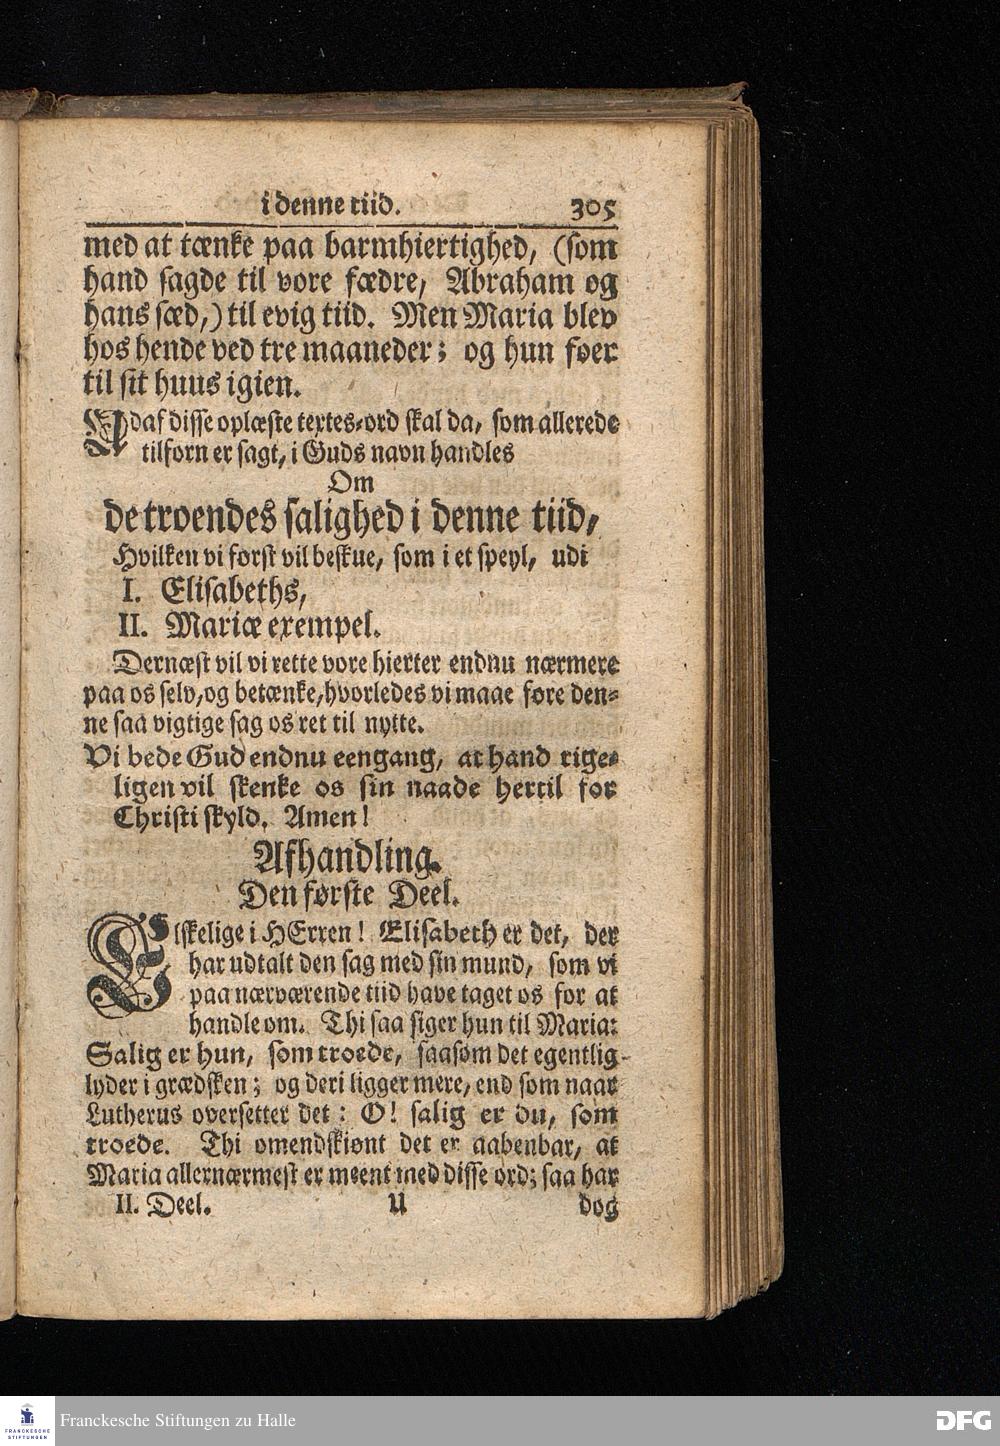 i denne tiid. 305
med at tænke paa barmhiertighed, (som
hand sagde til vore fædre, Abraham og
hans sæd,) til evig tiid. Men Maria blev
hos hende ved tre maaneder; og hun foer
til sit huus igien.
Udaf disse oplæste textes-ord skal da, som allerede
tilforn er sagt, i Guds navn handles
Om
de troendes salighed i denne tiid,
Hvilken vi først vil beskue, som i et speyl, udi
I. Elisabeths,
II. Mariæ exempel.
Dernæst vil vi rette vore hierter endnu nærmere
paa os selv, og betænke, hvorledes vi maae føre den-
ne saa vigtige sag os ret til nytte.
Vi bede Gud endnu eengang, at hand rige-
ligen vil skenke os sin naade hertil for
Christi skyld. Amen!
Afhandling.
Den første Deel.
Elskelige i HErren! Elisabeth er det, der
har udtalt den sag med sin mund, som vi
paa nærværende tiid have taget os for at
handle om. Thi saa siger hun til Maria:
Salig er hun, som troede, saasom det egentlig
lyder i grædsken; og deri ligger mere, end som naar
Lutherus oversetter det: O! salig er du, som
troede. Thi omendskiønt det er aabenbar, at
Maria allernærmest er meent med disse ord; saa har
II. Deel. U dog
FRANCKESCHE
STIFTUNGEN
Franckesche Stiftungen zu Halle
DFG